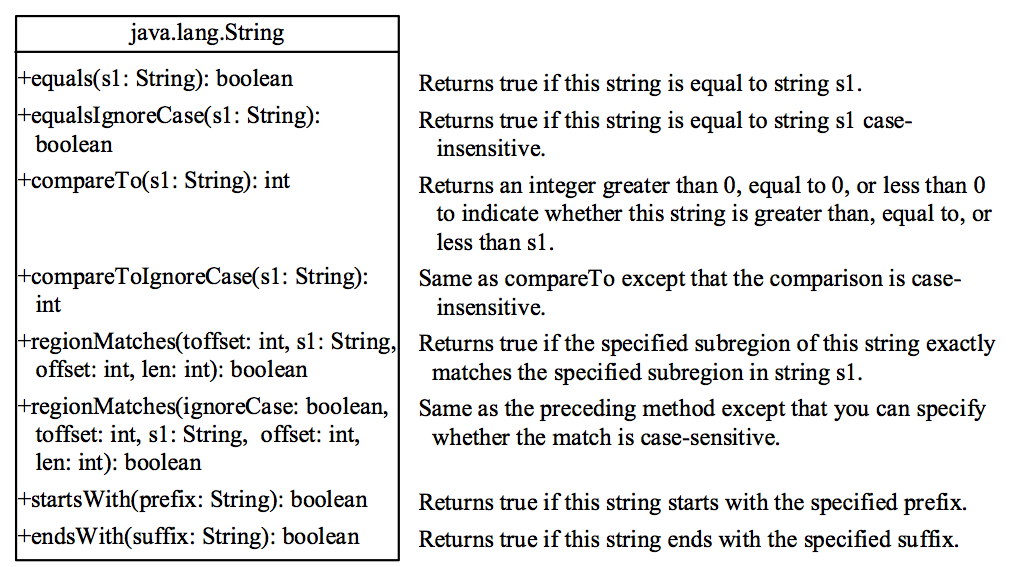 java.lang.String
+equals(s1: String): boolean
Returns true if this string is equal to string s1.
+equalsIgnoreCase(s1: String):
boolean
Returns true if this string is equal to string s1 case-
insensitive.
+compareTo(s1: String): int
Returns an integer greater than 0, equal to 0, or less than 0
to indicate whether this string is greater than, equal to, or
less than s1.
+compareToIgnoreCase(s1: String):
int
Same as compareTo except that the comparison is case-
insensitive.
+regionMatches(toffset: int, s1: String,
offset: int, len: int): boolean
Returns true if the specified subregion of this string exactly
matches the specified subregion in string s1.
+regionMatches(ignoreCase: boolean,
toffset: int, s1: String, offset: int,
len: int): boolean
Same as the preceding method except that you can specify
whether the match is case-sensitive.
+startsWith(prefix: String): boolean
Returns true if this string starts with the specified prefix.
+endsWith(suffix: String): boolean
Returns true if this string ends with the specified suffix.